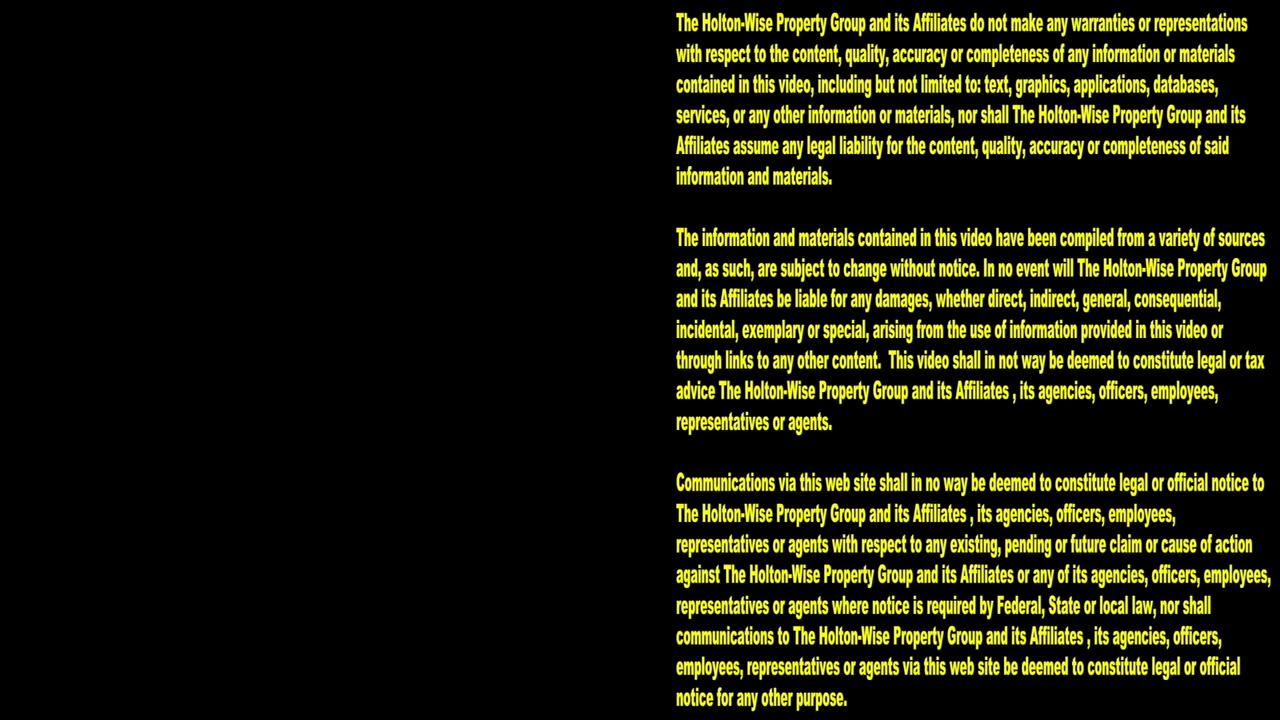 The Holton-Wise Property Group and its Affiliates do not make any warranties or representations
with respect to the content, quality, accuracy or completeness of any information or materials
contained in this video, including but not limited to: text, graphics, applications, databases,
services, or any other information or materials, nor shall The Holton-Wise Property Group and its
Affiliates assume any legal liability for the content, quality, accuracy or completeness of said
information and materials.
The information and materials contained in this video have been compiled from a variety of sources
and, as such, are subject to change without notice. In no event will The Holton-Wise Property Group
and its Affiliates be liable for any damages, whether direct, indirect, general, consequential,
incidental, exemplary or special, arising from the use of information provided in this video or
through links to any other content.  This video shall in not way be deemed to constitute legal or tax
advice The Holton-Wise Property Group and its Affiliates , its agencies, officers, employees,
representatives or agents.
Communications via this web site shall in no way be deemed to constitute legal or official notice to
The Holton-Wise Property Group and its Affiliates , its agencies, officers, employees,
representatives or agents with respect to any existing, pending or future claim or cause of action
against The Holton-Wise Property Group and its Affiliates or any of its agencies, officers, employees,
representatives or agents where notice is required by Federal, State or local law, nor shall
communications to The Holton-Wise Property Group and its Affiliates , its agencies, officers,
employees, representatives or agents via this web site be deemed to constitute legal or official
notice for any other purpose.